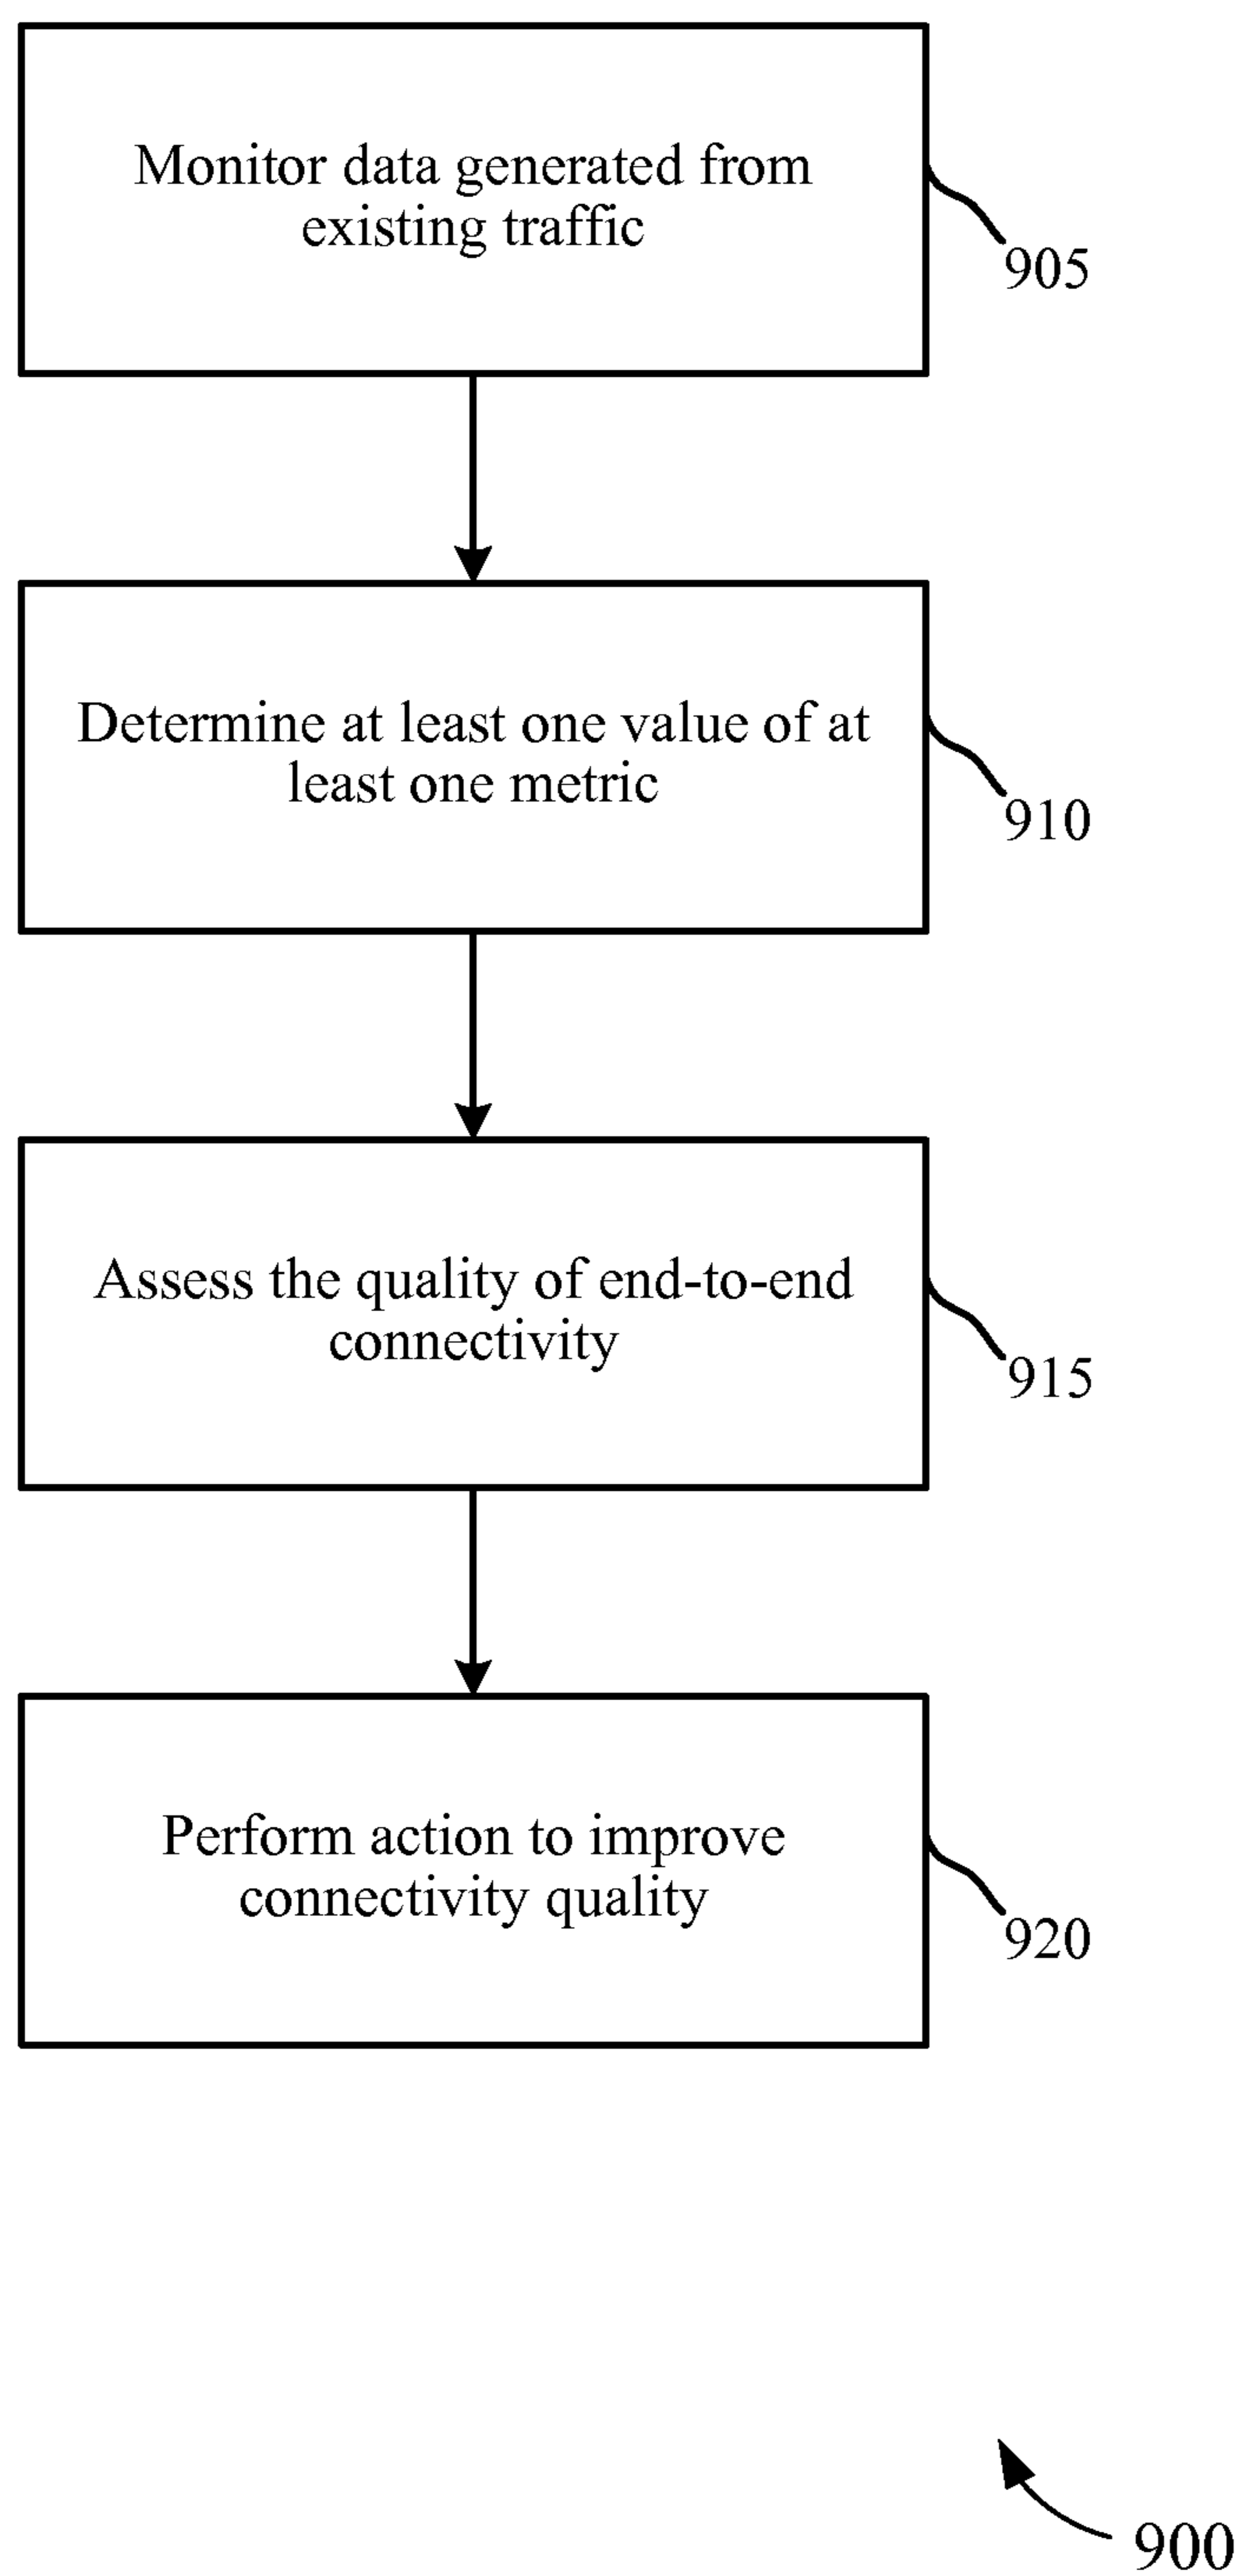 Monitor data generated from
existing traffic
905
Determine at least one value of at
least one metric
910
Assess the quality of end-to-end
connectivity
915
Perform action to improve
connectivity quality
920
900